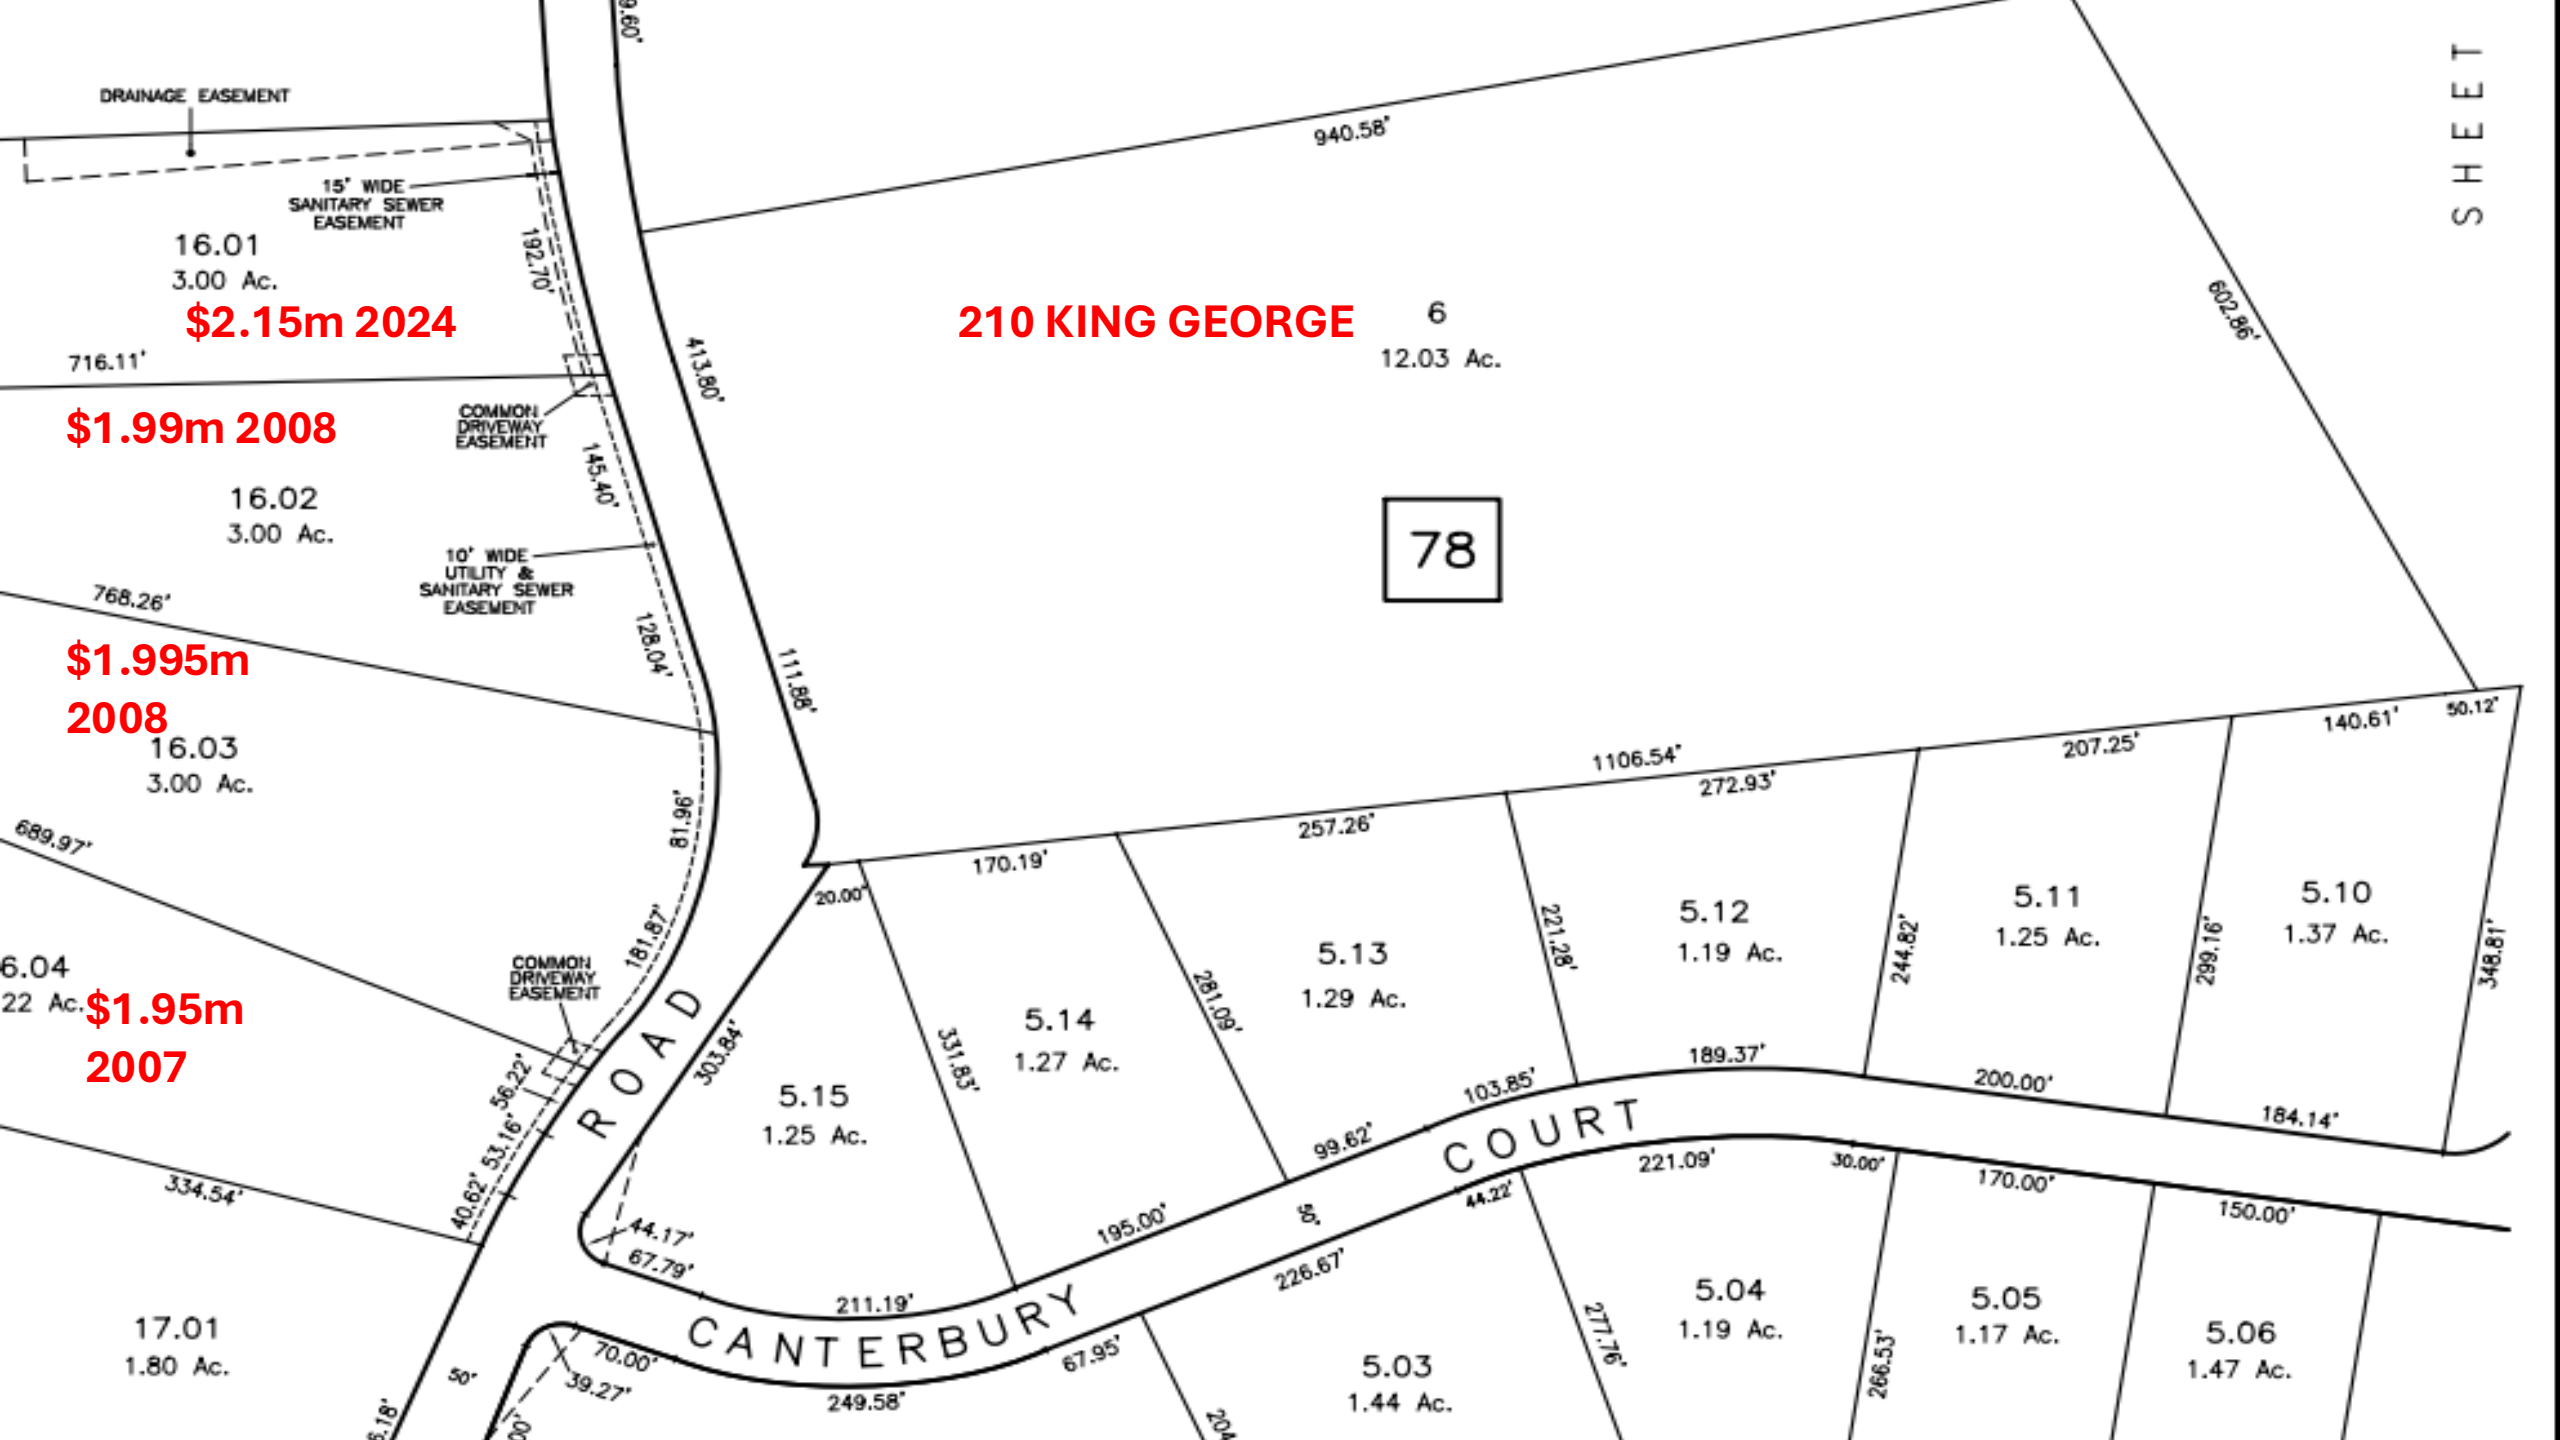 DRAINAGE EASEMENT
15' WIDE
SANITARY SEWER
EASEMENT
16.01
3.00 Ac.
$2.15m 2024
192.70'
716.11'
$1.99m 2008
COMMON
DRIVEWAY
EASEMENT
145.40'
16.02
3.00 Ac.
10' WIDE
UTILITY &
SANITARY SEWER
EASEMENT
768.26'
128.04'
$1.995m
2008
16.03
3.00 Ac.
81.96'
689.97'
181.87'
6.04
22 Ac.
$1.95m
2007
COMMON
DRIVEWAY
EASEMENT
56.22'
53.16'
40.62'
334.54'
17.01
1.80 Ac.
9.60'
940.58'
413.80'
210 KING GEORGE
6
12.03 Ac.
602.86'
SHEET
78
111.88'
1106.54'
50.12'
140.61'
207.25'
272.93'
257.26'
170.19'
20.00'
ROAD
303.84'
5.15
1.25 Ac.
331.83'
5.14
1.27 Ac.
281.09'
5.13
1.29 Ac.
221.28'
5.12
1.19 Ac.
244.82'
5.11
1.25 Ac.
299.16'
5.10
1.37 Ac.
348.81'
44.17'
67.79'
211.19'
195.00'
99.62'
103.85'
189.37'
200.00'
184.14'
CANTERBURY COURT
50'
50'
70.00'
39.27'
249.58'
67.95'
226.67'
44.22'
221.09'
30.00'
170.00'
150.00'
5.03
1.44 Ac.
277.76'
5.04
1.19 Ac.
266.53'
5.05
1.17 Ac.
5.06
1.47 Ac.
6.18'
00'
204